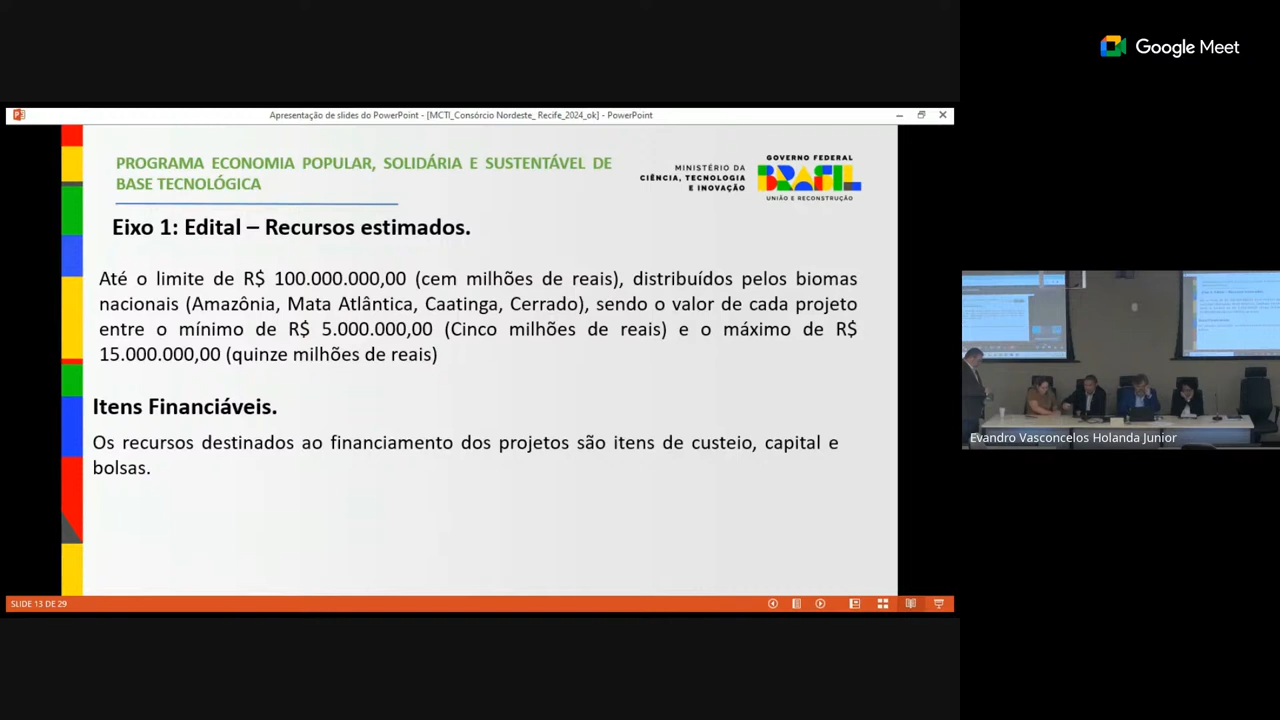 Google Meet
Apresentação de slides do PowerPoint - [MCTI_Consórcio Nordeste_ Recife_2024_ok] - PowerPoint
PROGRAMA ECONOMIA POPULAR, SOLIDÁRIA E SUSTENTÁVEL DE
BASE TECNOLÓGICA
MINISTÉRIO DA
CIÊNCIA, TECNOLOGIA
E INOVAÇÃO
GOVERNO FEDERAL
BRASIL
UNIÃO E RECONSTRUÇÃO
Eixo 1: Edital – Recursos estimados.
Até o limite de R$ 100.000.000,00 (cem milhões de reais), distribuídos pelos biomas
nacionais (Amazônia, Mata Atlântica, Caatinga, Cerrado), sendo o valor de cada projeto
entre o mínimo de R$ 5.000.000,00 (Cinco milhões de reais) e o máximo de R$
15.000.000,00 (quinze milhões de reais)
Itens Financiáveis.
Os recursos destinados ao financiamento dos projetos são itens de custeio, capital e
bolsas.
Evandro Vasconcelos Holanda Junior
SLIDE 13 DE 29